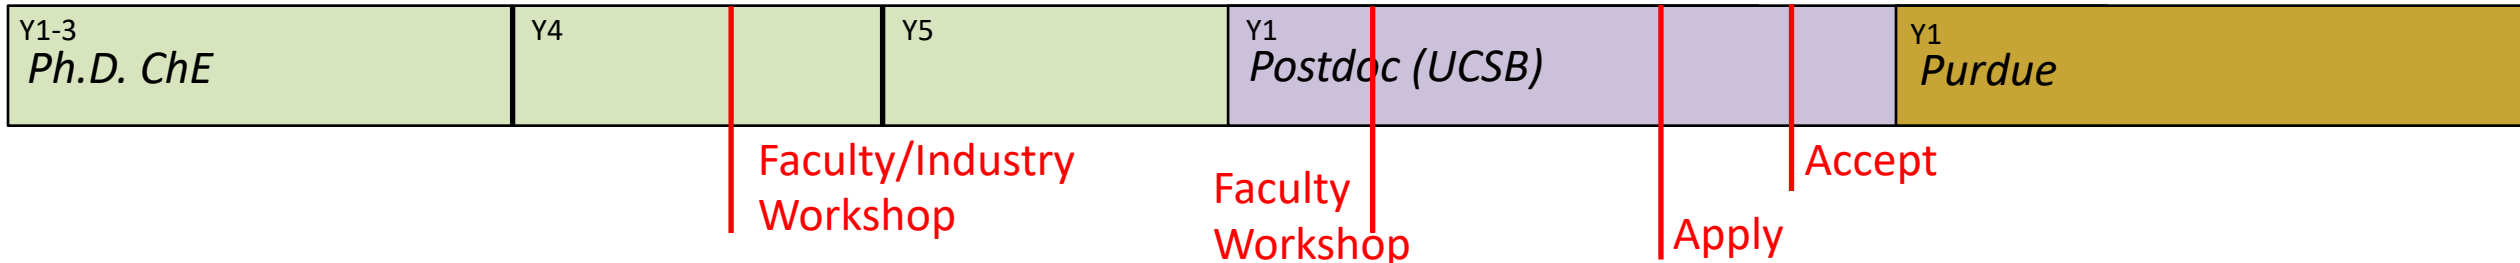 Y1-3
Ph.D. ChE
Y4
Y5
Y1
Postdoc (UCSB)
Y1
Purdue
Faculty/Industry
Workshop
Faculty
Workshop
Apply
Accept